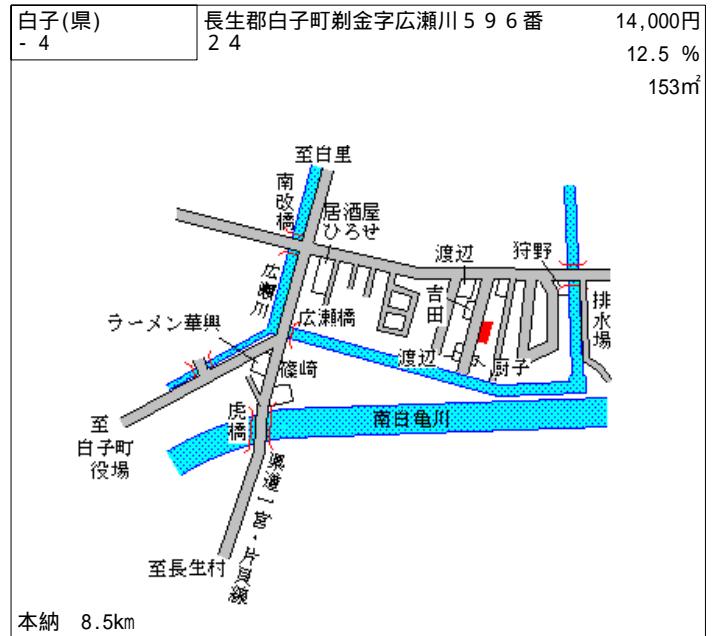 白子(県)
- 4
長生郡白子町剃金字広瀬川５９６番
２４
14,000円
12.5 %
153㎡
至白里
南改橋
居酒屋
ひろせ
渡辺
狩野
広瀬川
吉田
排水場
ラーメン華興
広瀬橋
渡辺
厨子
篠崎
虎橋
南白亀川
至
白子町
役場
県道一宮・片貝線
至長生村
本納 8.5km